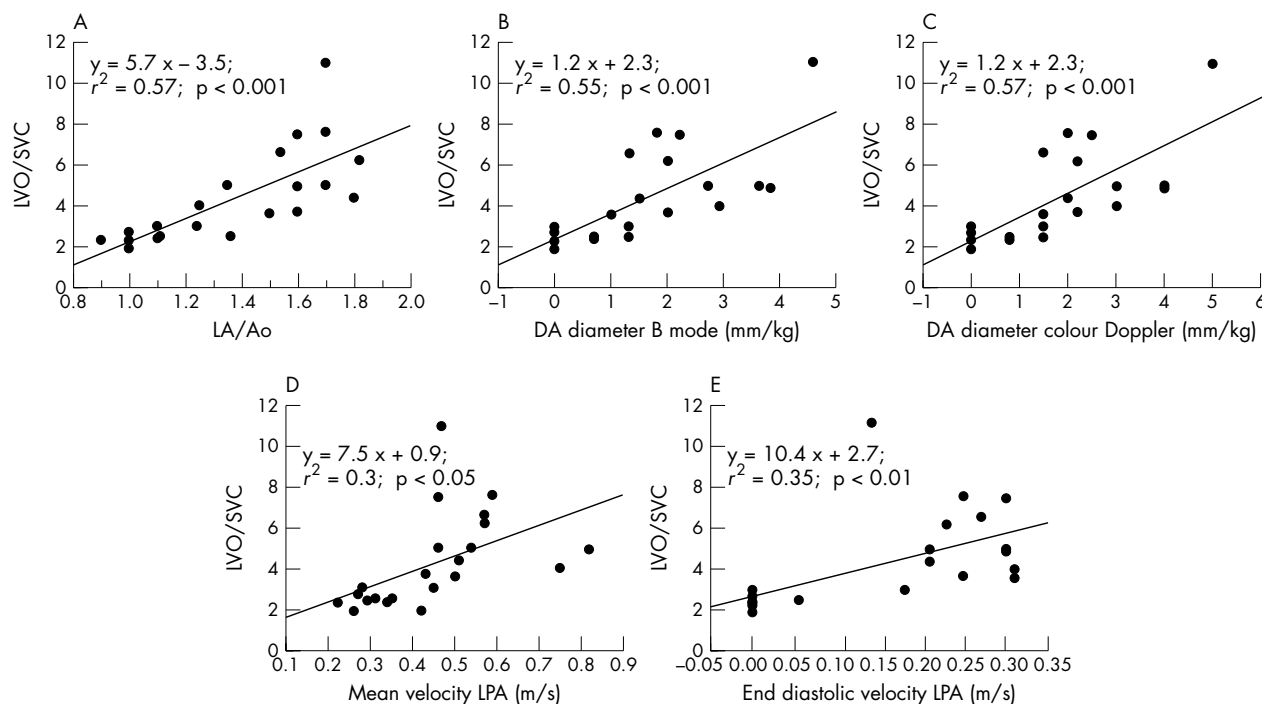 A
12
10
8
6
4
2
0
LVO/SVC
y = 5.7 x – 3.5;
r² = 0.57; p < 0.001
0.8 1.0 1.2 1.4 1.6 1.8 2.0
LA/Ao
B
12
10
8
6
4
2
0
LVO/SVC
y = 1.2 x + 2.3;
r² = 0.55; p < 0.001
–1 0 1 2 3 4 5
DA diameter B mode (mm/kg)
C
12
10
8
6
4
2
0
LVO/SVC
y = 1.2 x + 2.3;
r² = 0.57; p < 0.001
–1 0 1 2 3 4 5 6
DA diameter colour Doppler (mm/kg)
D
12
10
8
6
4
2
0
LVO/SVC
y = 7.5 x + 0.9;
r² = 0.3; p < 0.05
0.1 0.2 0.3 0.4 0.5 0.6 0.7 0.8 0.9
Mean velocity LPA (m/s)
E
12
10
8
6
4
2
0
LVO/SVC
y = 10.4 x + 2.7;
r² = 0.35; p < 0.01
–0.05 0.00 0.05 0.10 0.15 0.20 0.25 0.30 0.35
End diastolic velocity LPA (m/s)